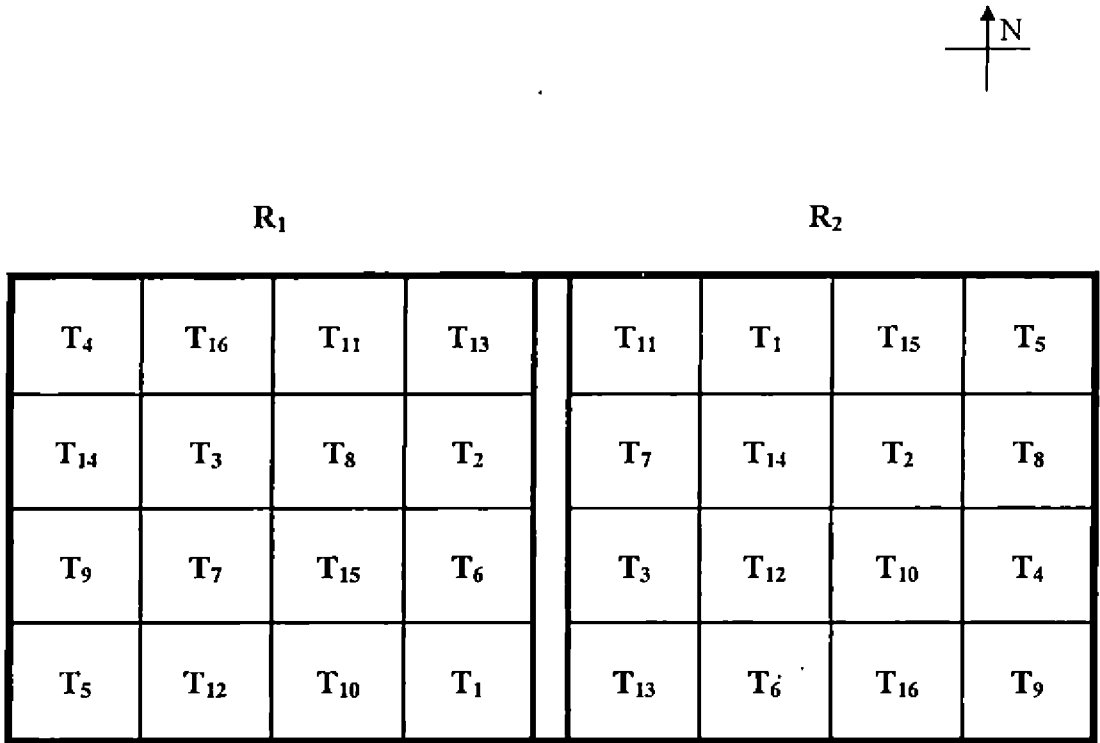 N
R₁ R₂
T₄ T₁₆ T₁₁ T₁₃ T₁₁ T₁ T₁₅ T₅
T₁₄ T₃ T₈ T₂ T₇ T₁₄ T₂ T₈
T₉ T₇ T₁₅ T₆ T₃ T₁₂ T₁₀ T₄
T₅ T₁₂ T₁₀ T₁ T₁₃ T₆ T₁₆ T₉